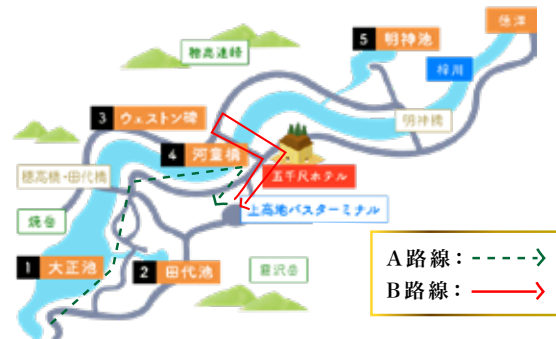 徳澤
5 明神池
穂高連峰
梓川
3 ウェストン碑
明神橋
4 河童橋
穂高橋・田代橋
五千尺ホテル
上高地バスターミナル
焼岳
1 大正池
2 田代池
霞沢岳
A路線：
B路線：